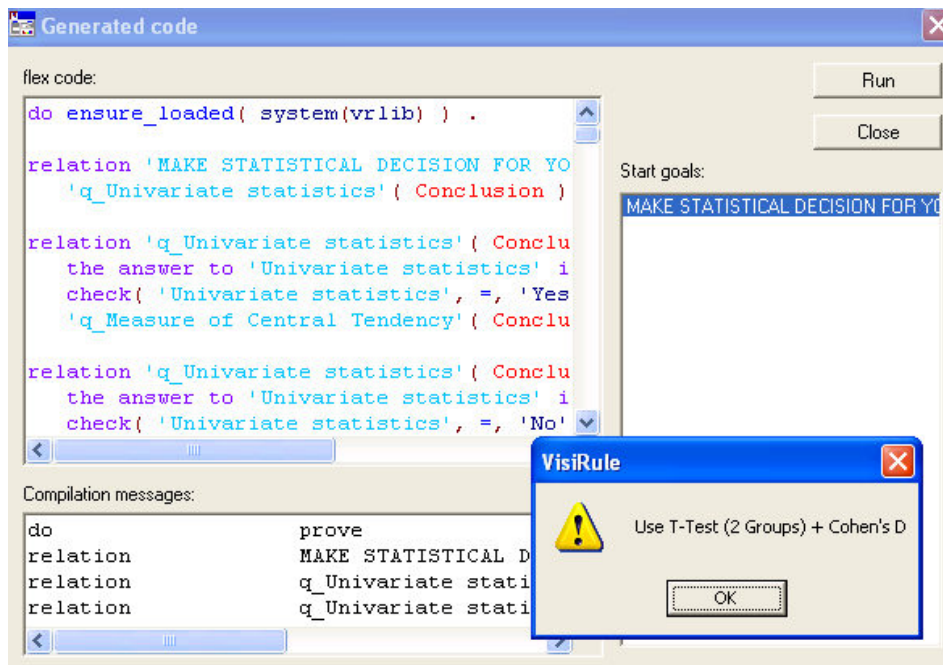 Generated code
flex code:
do ensure_loaded( system(vrlib) ) .
relation 'MAKE STATISTICAL DECISION FOR YO
'q_Univariate statistics'( Conclusion )
relation 'q_Univariate statistics'( Conclu
the answer to 'Univariate statistics' i
check( 'Univariate statistics', =, 'Yes
'q_Measure of Central Tendency'( Conclu
relation 'q_Univariate statistics'( Conclu
the answer to 'Univariate statistics' i
check( 'Univariate statistics', =, 'No'
Run
Close
Start goals:
MAKE STATISTICAL DECISION FOR YO
Compilation messages:
do prove
relation MAKE STATISTICAL D
relation q_Univariate stati
relation q_Univariate stati
VisiRule
Use T-Test (2 Groups) + Cohen's D
OK